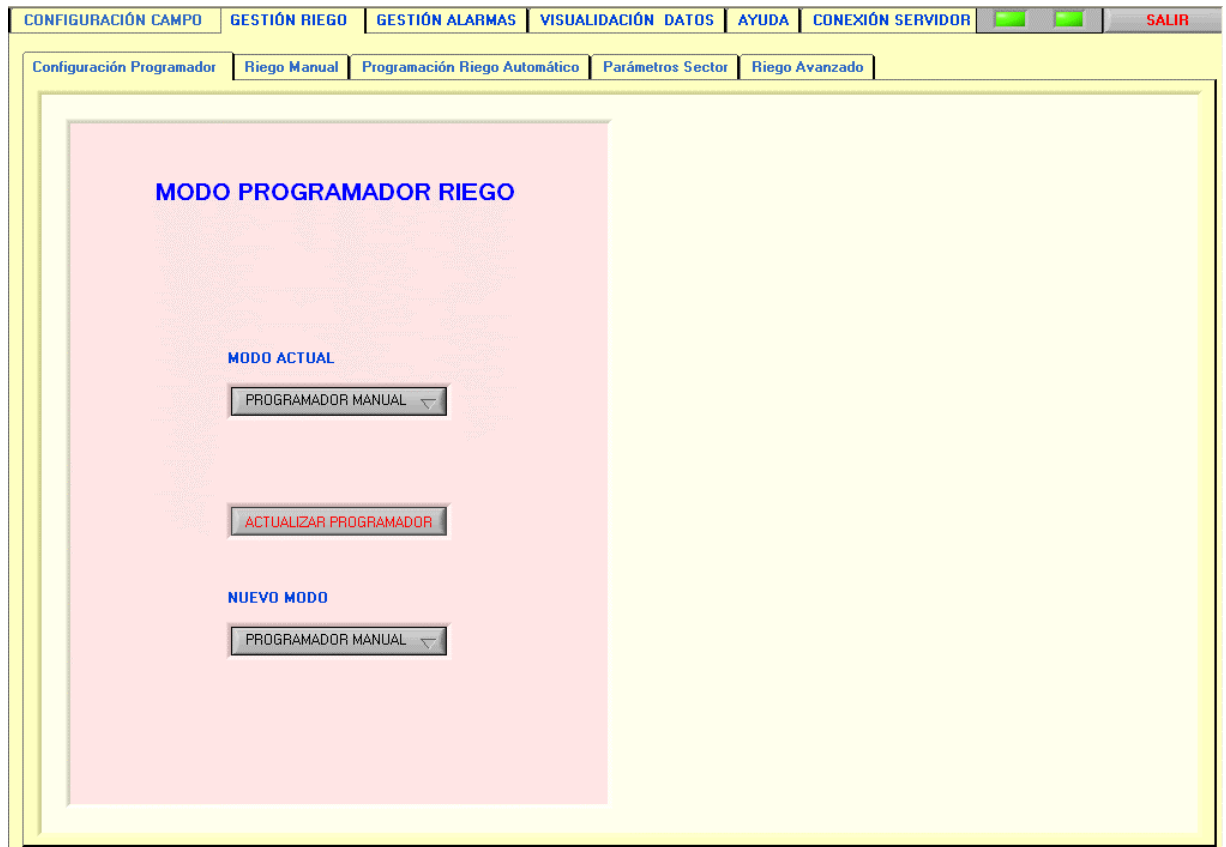 CONFIGURACIÓN CAMPO GESTIÓN RIEGO GESTIÓN ALARMAS VISUALIDACIÓN DATOS AYUDA CONEXIÓN SERVIDOR SALIR
Configuración Programador Riego Manual Programación Riego Automático Parámetros Sector Riego Avanzado
MODO PROGRAMADOR RIEGO
MODO ACTUAL
PROGRAMADOR MANUAL
ACTUALIZAR PROGRAMADOR
NUEVO MODO
PROGRAMADOR MANUAL